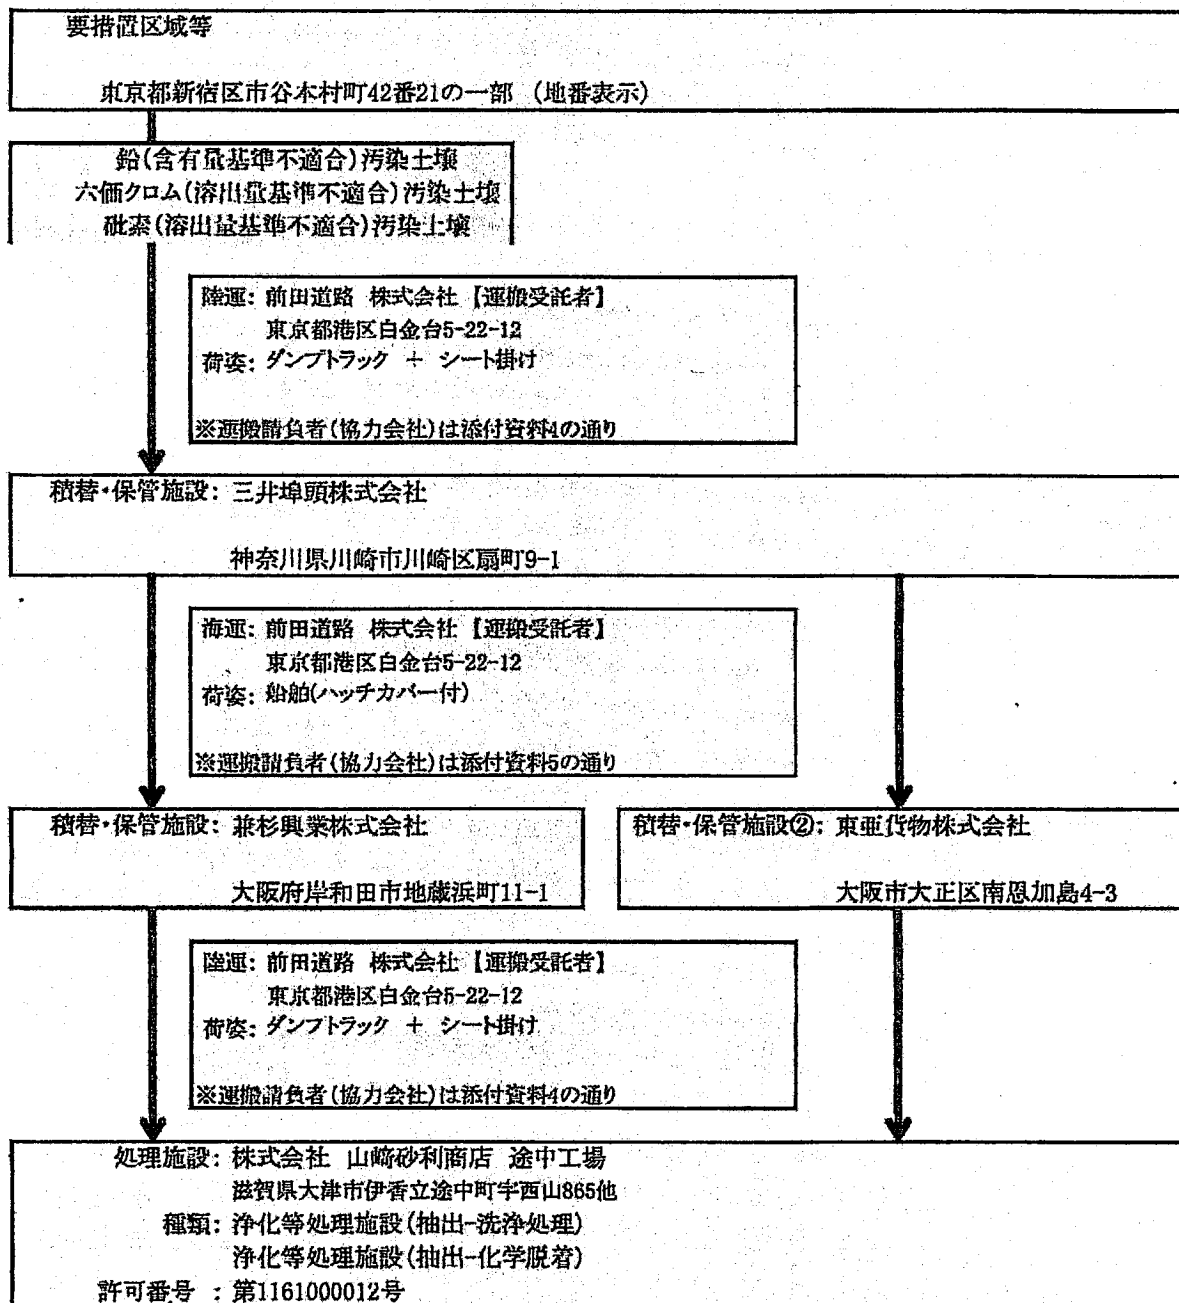 要措置区域等
東京都新宿区市谷本村町42番21の一部 (地番表示)
鉛(含有量基準不適合)汚染土壌
六価クロム(溶出量基準不適合)汚染土壌
砒素(溶出量基準不適合)汚染土壌
陸運: 前田道路 株式会社 【運搬受託者】
東京都港区白金台5-22-12
荷姿: ダンプトラック + シート掛け
※運搬請負者(協力会社)は添付資料4の通り
積替・保管施設: 三井埠頭株式会社
神奈川県川崎市川崎区扇町9-1
海運: 前田道路 株式会社 【運搬受託者】
東京都港区白金台5-22-12
荷姿: 船舶(ハッチカバー付)
※運搬請負者(協力会社)は添付資料5の通り
積替・保管施設: 兼杉興業株式会社
大阪府岸和田市地蔵浜町11-1
積替・保管施設②: 東亜貨物株式会社
大阪市大正区南恩加島4-3
陸運: 前田道路 株式会社 【運搬受託者】
東京都港区白金台5-22-12
荷姿: ダンプトラック + シート掛け
※運搬請負者(協力会社)は添付資料4の通り
処理施設: 株式会社 山﨑砂利商店 途中工場
滋賀県大津市伊香立途中町字西山865他
種類: 浄化等処理施設(抽出-洗浄処理)
浄化等処理施設(抽出-化学脱着)
許可番号 : 第1161000012号